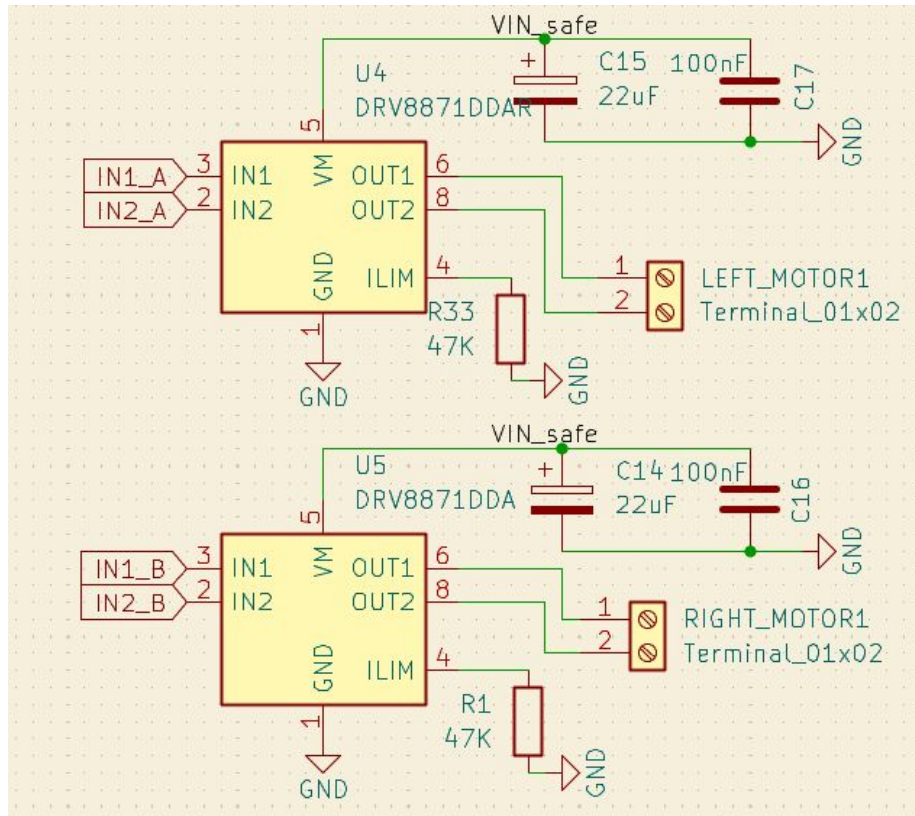 VIN_safe
U4
DRV8871DDAR
C15
22uF
100nF
C17
GND
5
VM
IN1_A
3
IN1
OUT1
6
IN2_A
2
IN2
OUT2
8
GND
ILIM
4
1
GND
R33
47K
GND
1
2
LEFT_MOTOR1
Terminal_01x02
VIN_safe
U5
DRV8871DDA
C14
22uF
100nF
C16
GND
5
VM
IN1_B
3
IN1
OUT1
6
IN2_B
2
IN2
OUT2
8
GND
ILIM
4
1
GND
R1
47K
GND
1
2
RIGHT_MOTOR1
Terminal_01x02